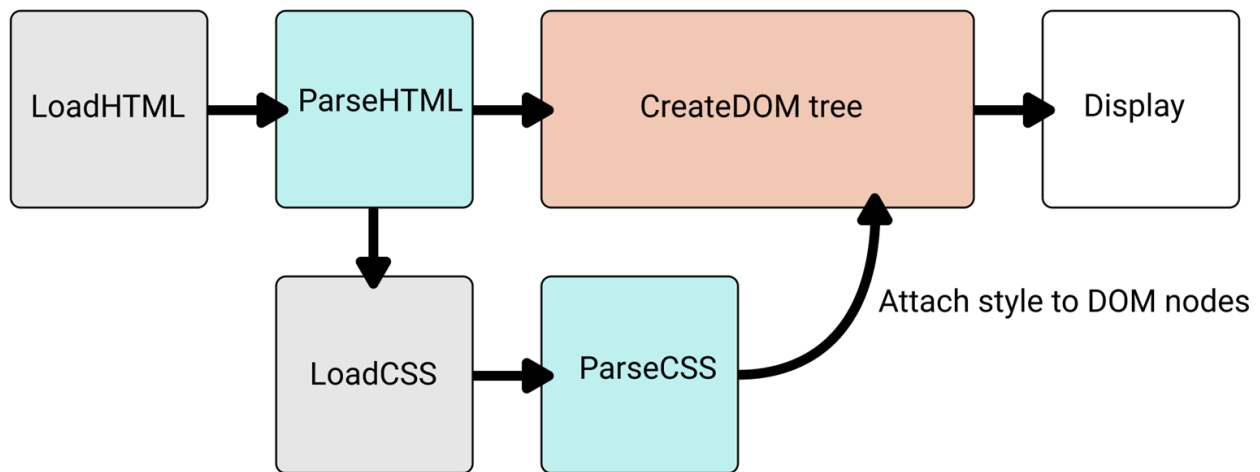 LoadHTML
ParseHTML
CreateDOM tree
Display
LoadCSS
ParseCSS
Attach style to DOM nodes